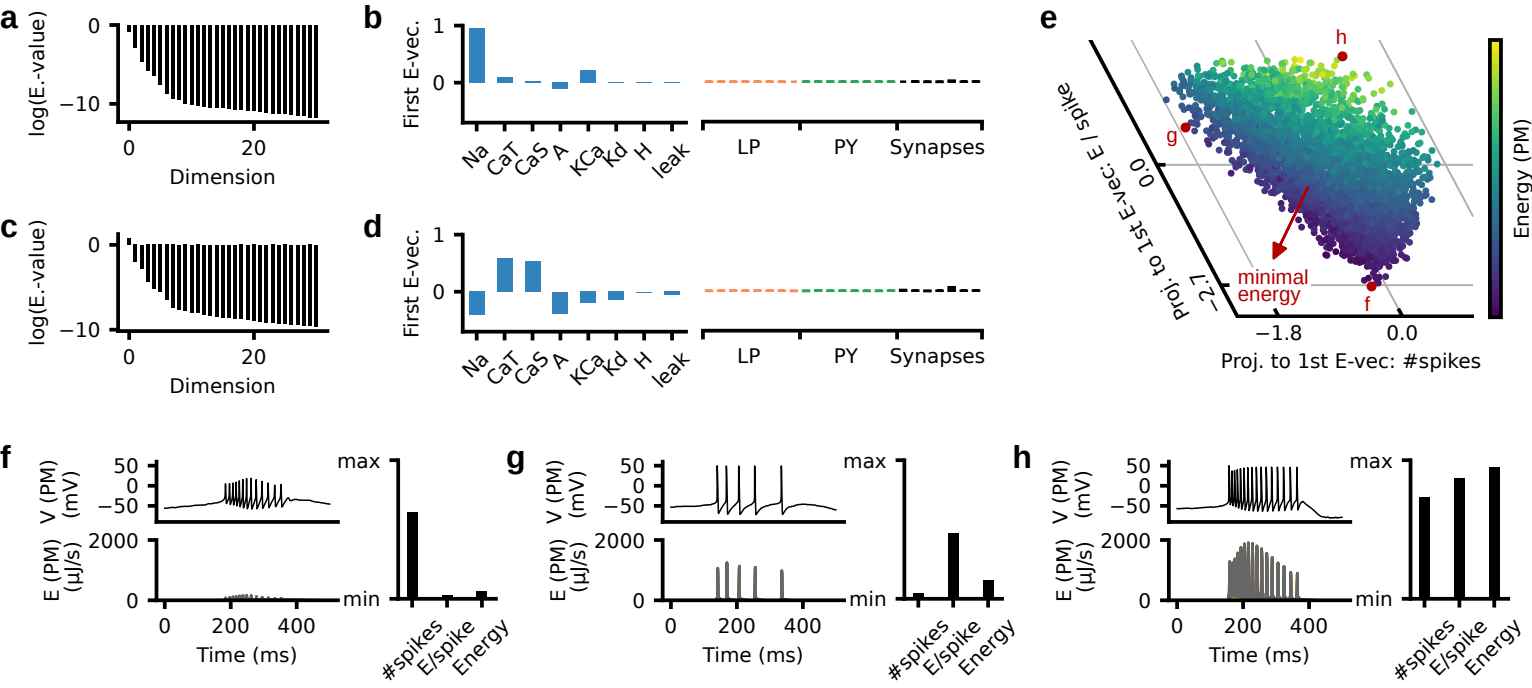 a
log(E.-value)
0
−10
0
20
Dimension
b
First E-vec.
1
0
Na
CaT
CaS
A
KCa
Kd
H
leak
LP
PY
Synapses
c
log(E.-value)
0
−10
0
20
Dimension
d
First E-vec.
1
0
Na
CaT
CaS
A
KCa
Kd
H
leak
LP
PY
Synapses
e
h
g
f
minimal
energy
Proj. to 1st E-vec: E / spike
0.0
−2.7
−1.8
0.0
Proj. to 1st E-vec: #spikes
Energy (PM)
f
V (PM)
(mV)
50
−50
E (PM)
(µJ/s)
2000
0
0
200
400
Time (ms)
max
min
#spikes
E/spike
Energy
g
V (PM)
(mV)
50
−50
E (PM)
(µJ/s)
2000
0
0
200
400
Time (ms)
max
min
#spikes
E/spike
Energy
h
V (PM)
(mV)
50
−50
E (PM)
(µJ/s)
2000
0
0
200
400
Time (ms)
max
min
#spikes
E/spike
Energy